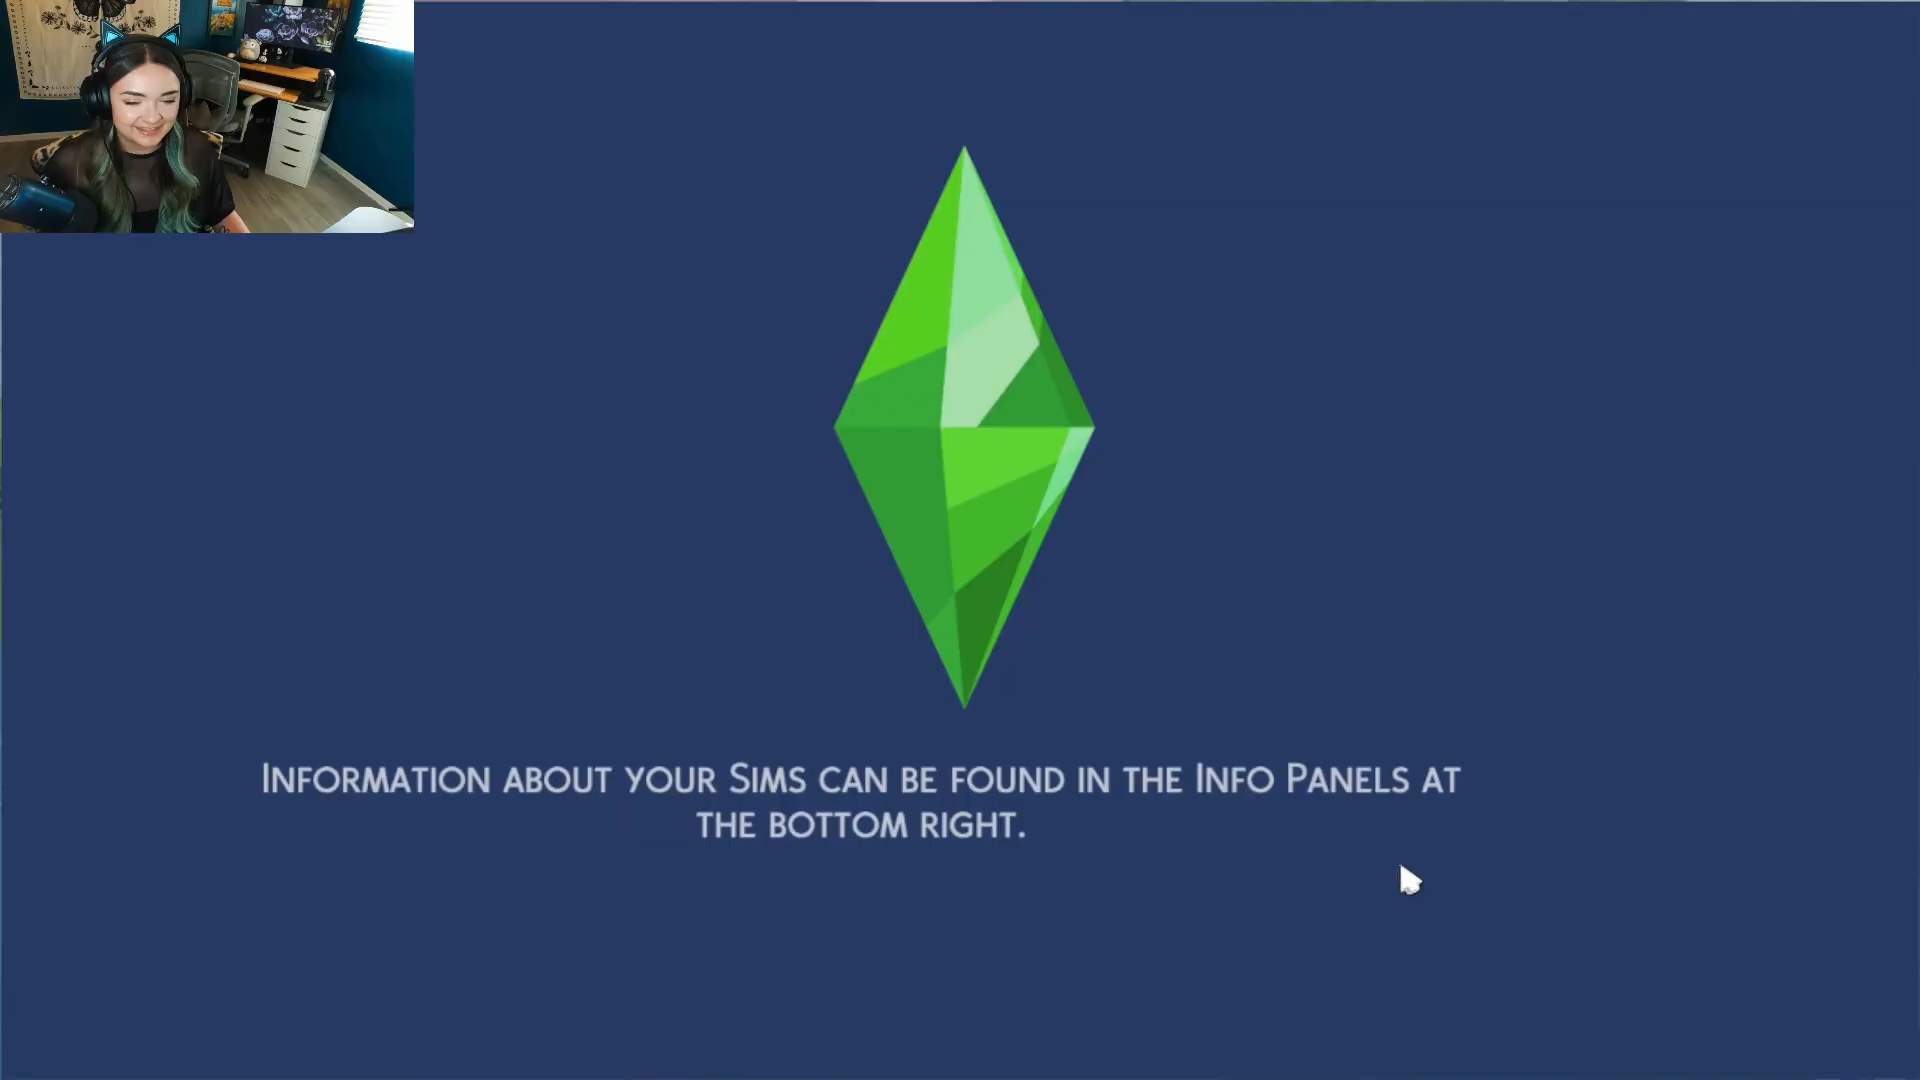 Information about your Sims can be found in the Info Panels at
the bottom right.